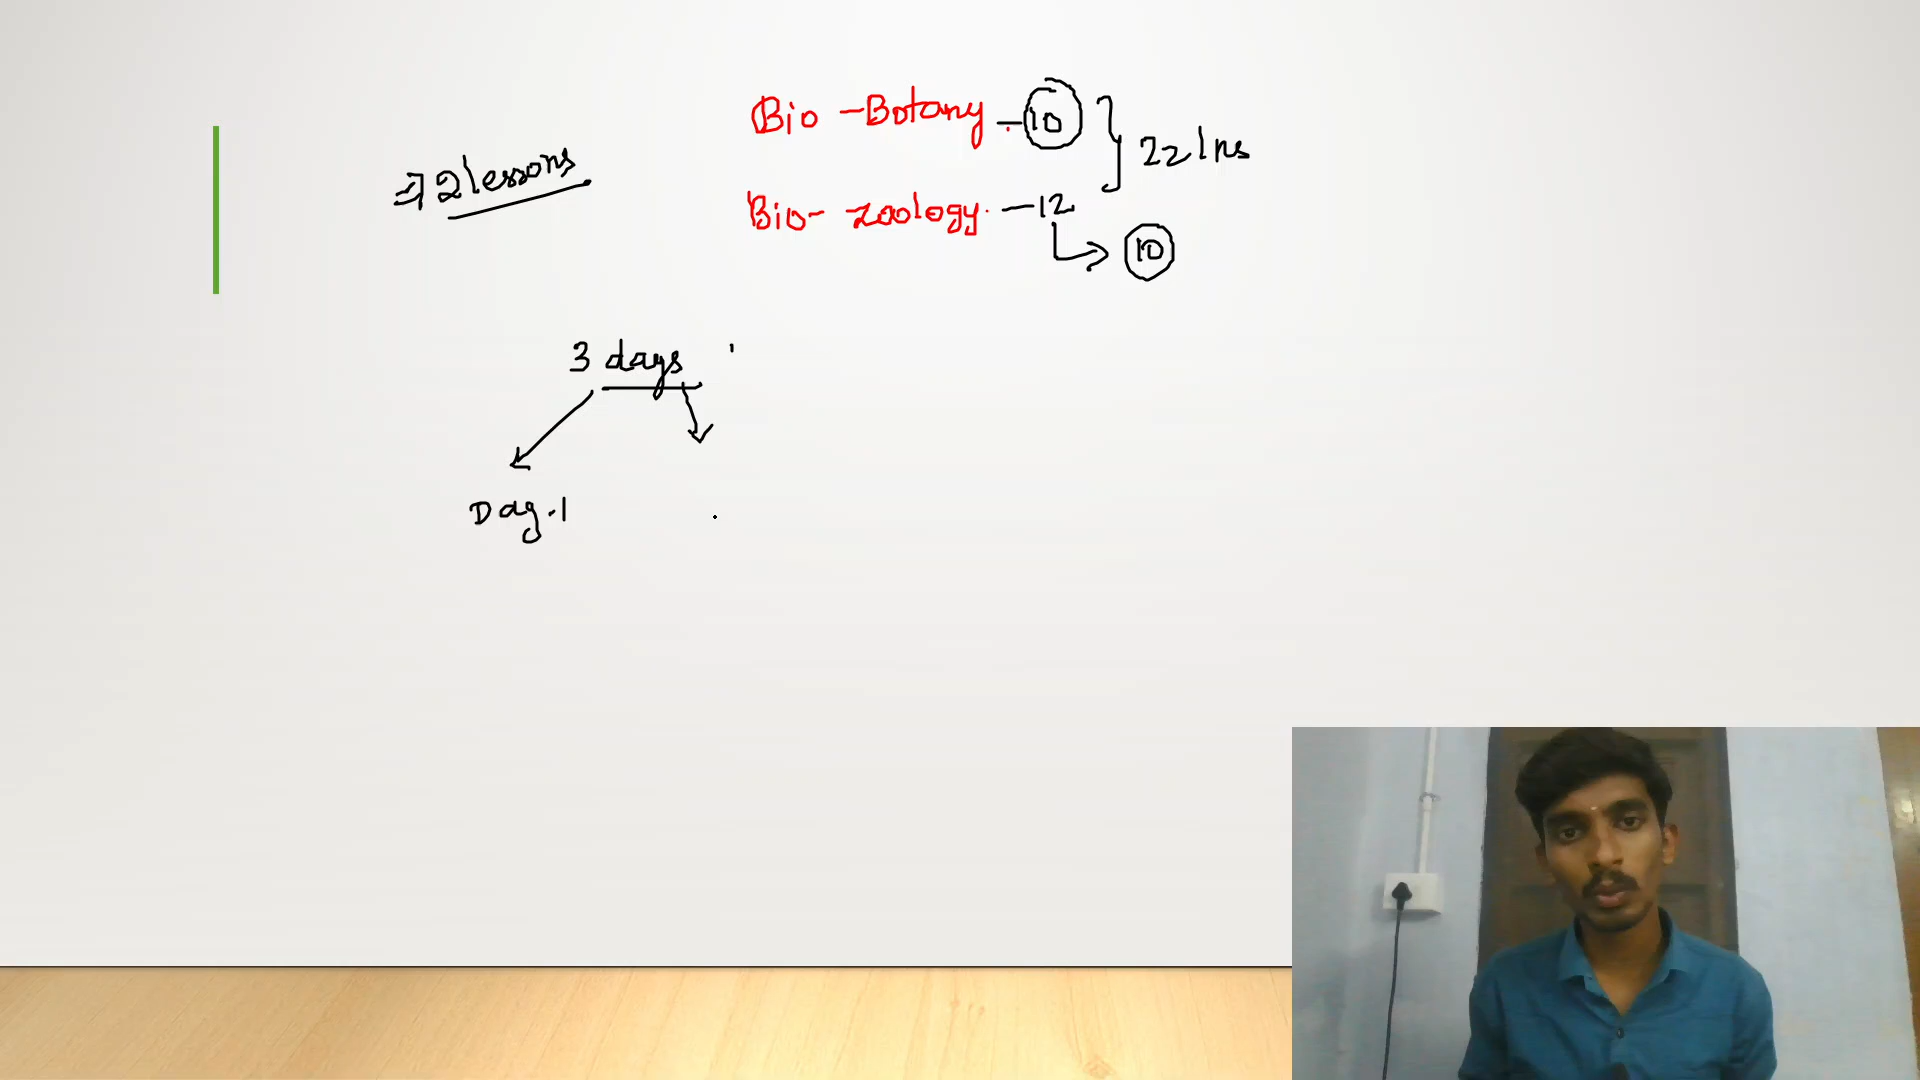 Bio - Botany - 10
22 lns
⇒ 2 lessons
Bio - zoology - 12
10
3 days
Day.1